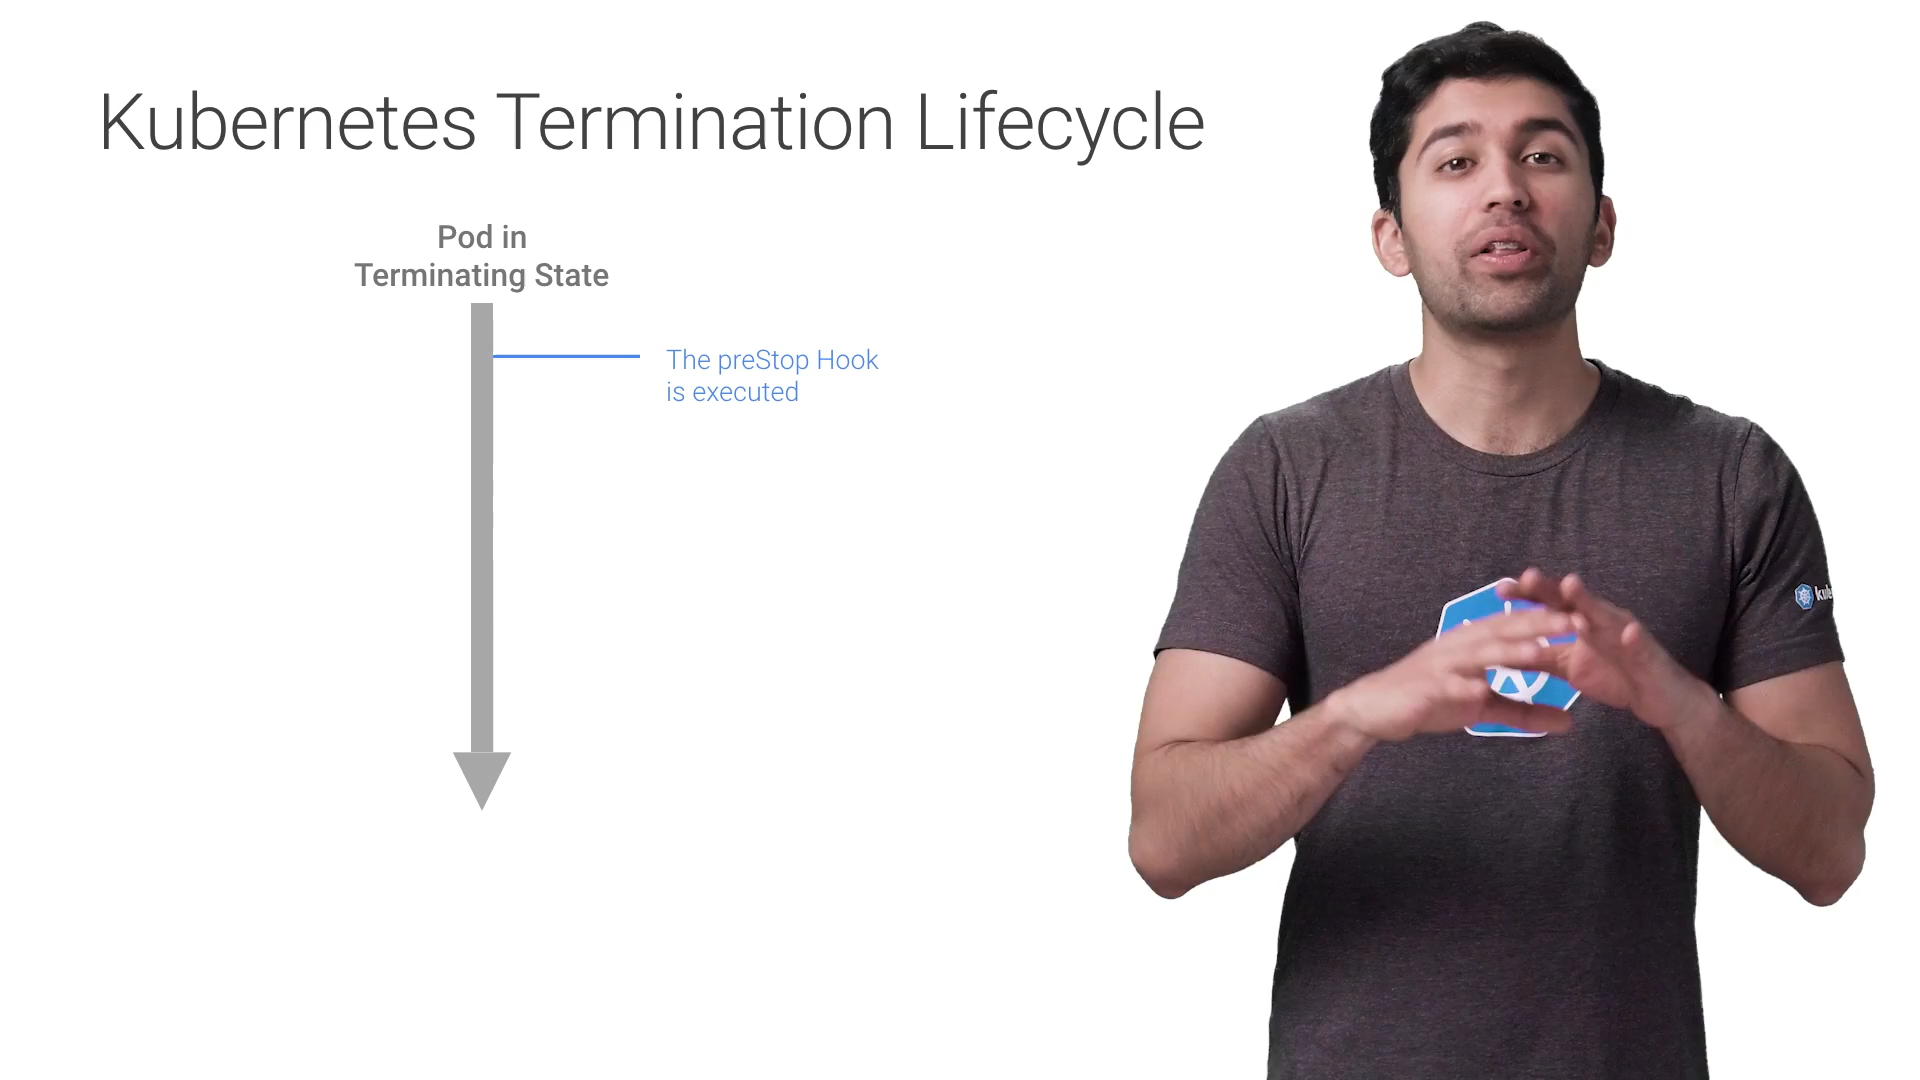 Kubernetes Termination Lifecycle
Pod in
Terminating State
The preStop Hook
is executed